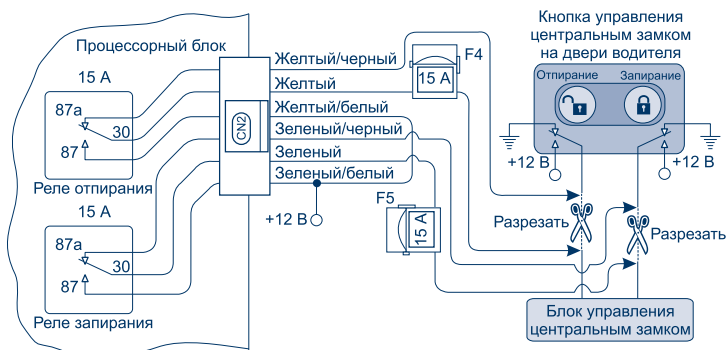 Процессорный блок
15 А
87а
30
87
Реле отпирания
15 А
87а
30
87
Реле запирания
CN2
Желтый/черный
Желтый
Желтый/белый
Зеленый/черный
Зеленый
Зеленый/белый
+12 В
F4
15 А
F5
15 А
Кнопка управления
центральным замком
на двери водителя
Отпирание
Запирание
+12 В
+12 В
Разрезать
Разрезать
Блок управления
центральным замком